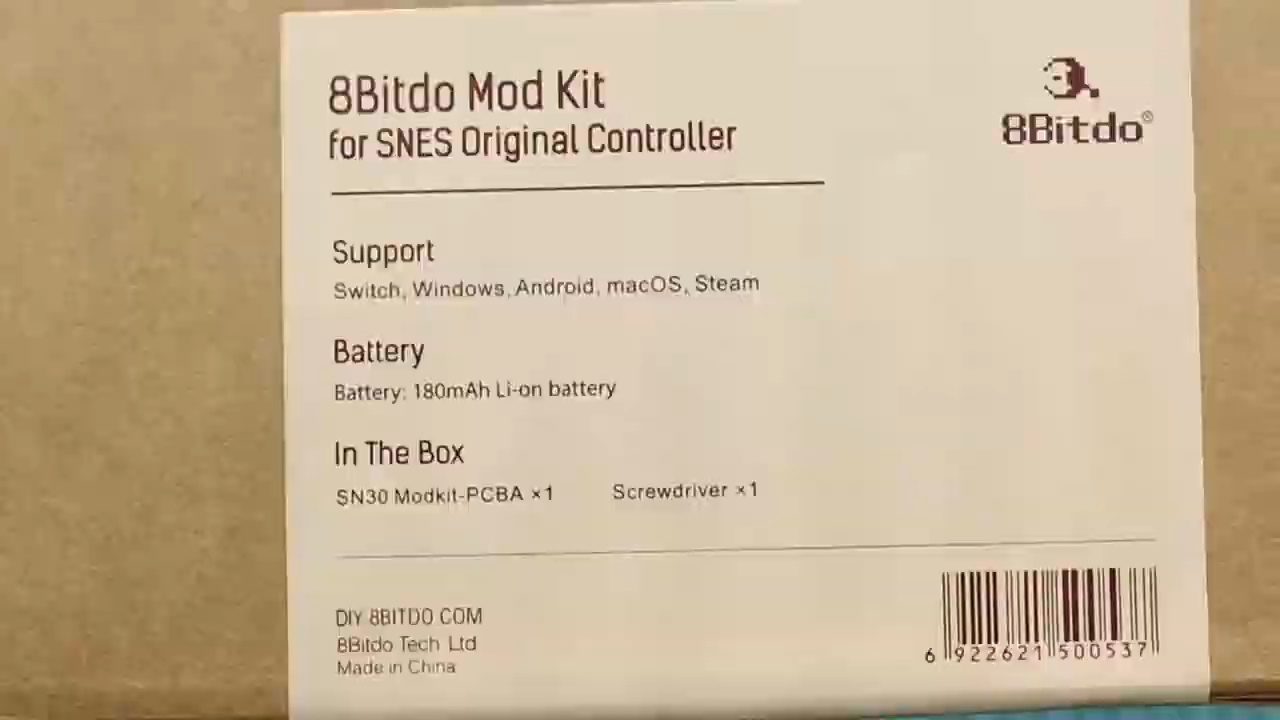 8Bitdo Mod Kit
for SNES Original Controller
8Bitdo®
Support
Switch, Windows, Android, macOS, Steam
Battery
Battery: 180mAh Li-on battery
In The Box
SN30 Modkit-PCBA ×1 Screwdriver ×1
DIY 8BITDO COM
8Bitdo Tech Ltd
Made in China
6 922621 500537